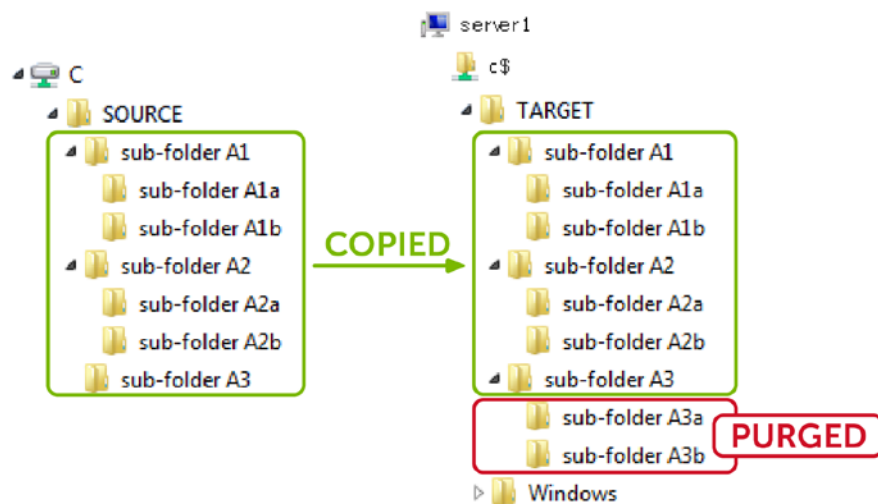 server1
c$
C
SOURCE
sub-folder A1
sub-folder A1a
sub-folder A1b
sub-folder A2
sub-folder A2a
sub-folder A2b
sub-folder A3
COPIED
TARGET
sub-folder A1
sub-folder A1a
sub-folder A1b
sub-folder A2
sub-folder A2a
sub-folder A2b
sub-folder A3
sub-folder A3a
sub-folder A3b
PURGED
Windows